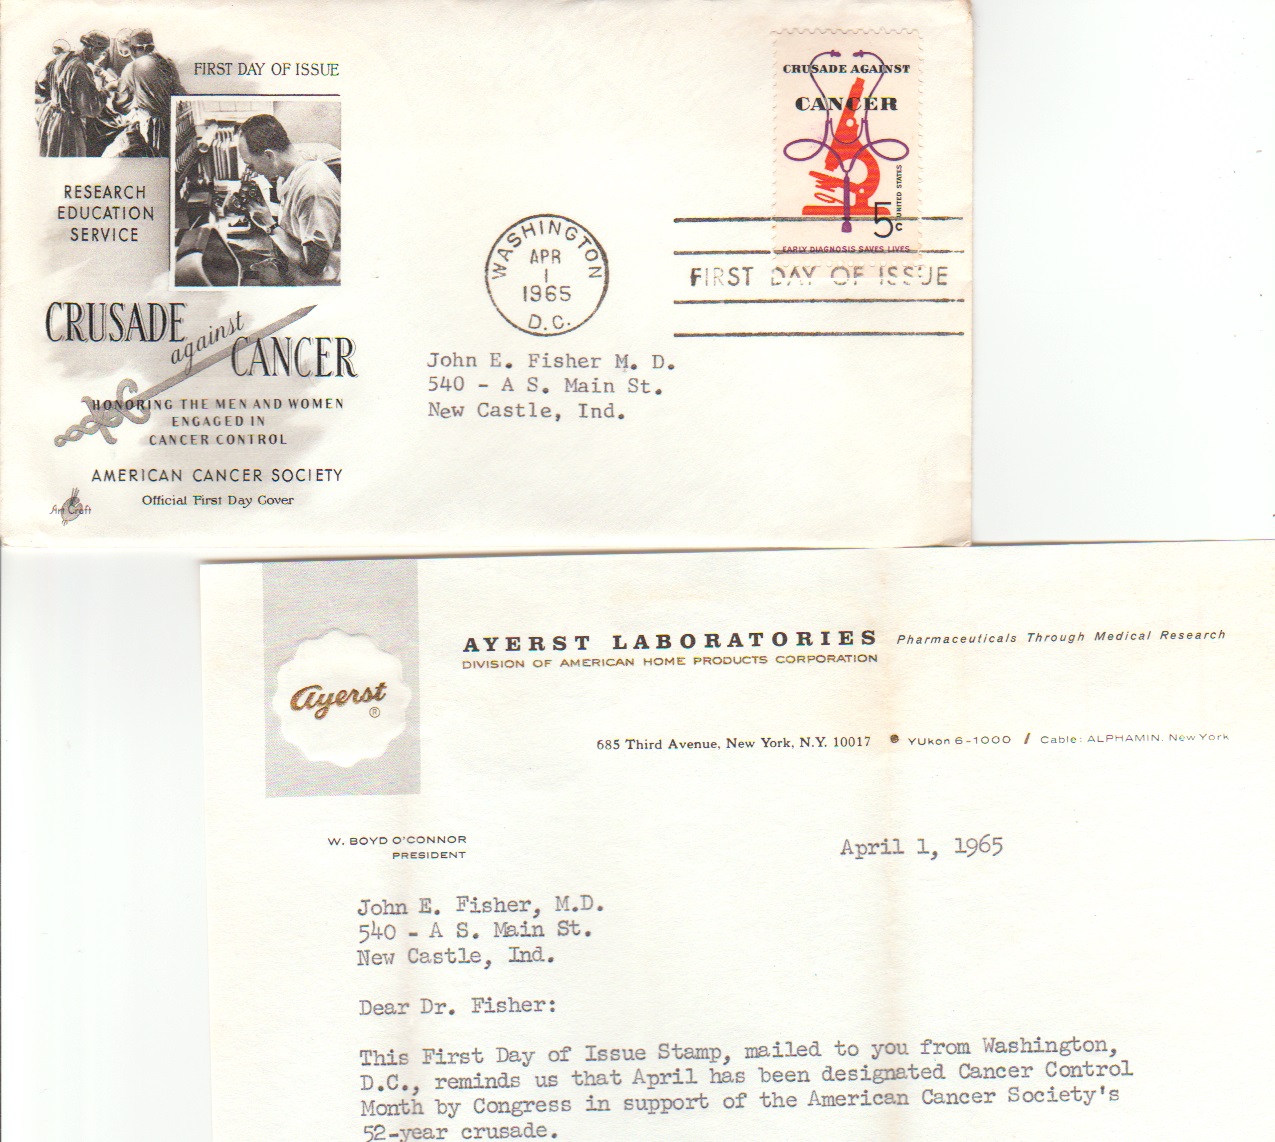 FIRST DAY OF ISSUE
RESEARCH
EDUCATION
SERVICE
CRUSADE
against
CANCER
HONORING THE MEN AND WOMEN
ENGAGED IN
CANCER CONTROL
AMERICAN CANCER SOCIETY
Official First Day Cover
Art Craft
WASHINGTON
APR
1
1965
D.C.
CRUSADE AGAINST
CANCER
UNITED STATES
5c
EARLY DIAGNOSIS SAVES LIVES
FIRST DAY OF ISSUE
John E. Fisher M. D.
540 - A S. Main St.
New Castle, Ind.
Ayerst
®
AYERST LABORATORIES Pharmaceuticals Through Medical Research
DIVISION OF AMERICAN HOME PRODUCTS CORPORATION
685 Third Avenue, New York, N.Y. 10017 • YUkon 6-1000 / Cable: ALPHAMIN. New York
W. BOYD O'CONNOR
PRESIDENT
April 1, 1965
John E. Fisher, M.D.
540 - A S. Main St.
New Castle, Ind.
Dear Dr. Fisher:
This First Day of Issue Stamp, mailed to you from Washington,
D.C., reminds us that April has been designated Cancer Control
Month by Congress in support of the American Cancer Society's
52-year crusade.